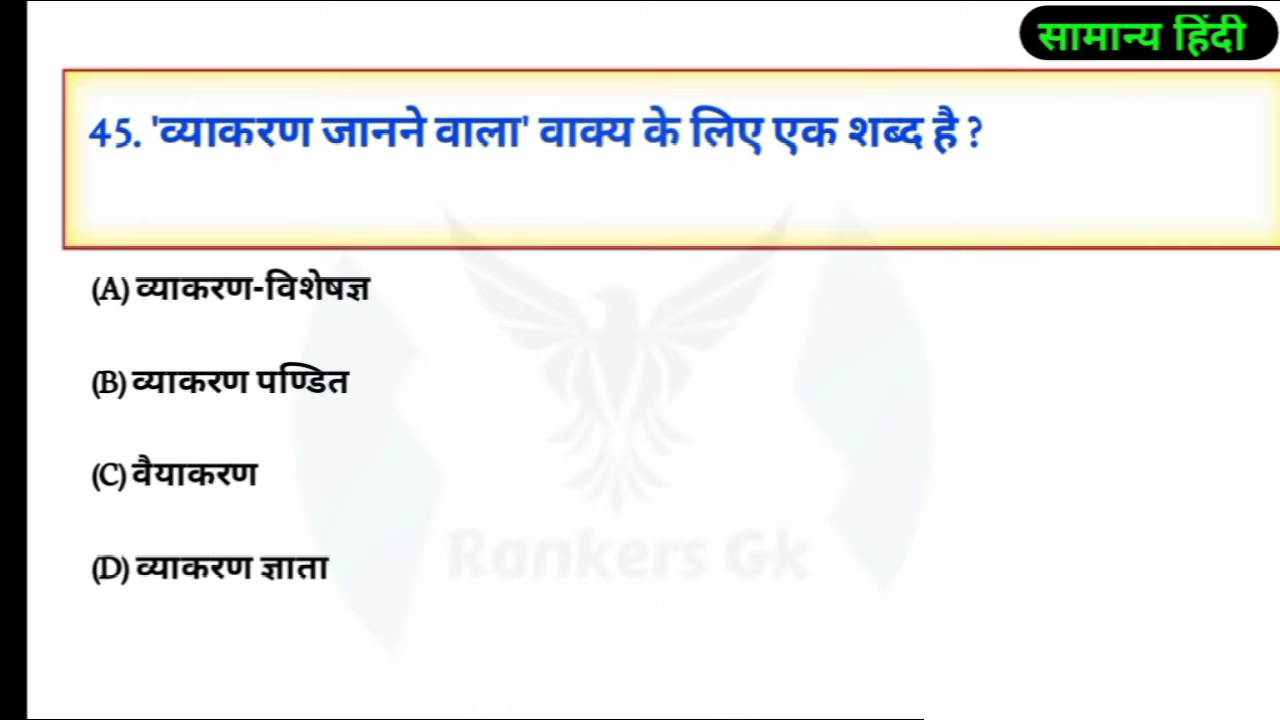 सामान्य हिंदी
45. 'व्याकरण जानने वाला' वाक्य के लिए एक शब्द है ?
(A) व्याकरण-विशेषज्ञ
(B) व्याकरण पण्डित
(C) वैयाकरण
(D) व्याकरण ज्ञाता
Rankers Gk